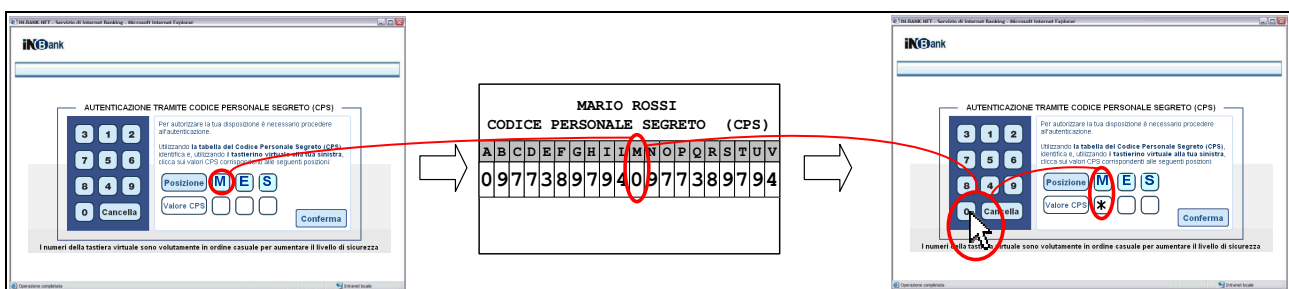 IN-BANK.NET - Servizio di Internet Banking - Microsoft Internet Explorer
INBank
AUTENTICAZIONE TRAMITE CODICE PERSONALE SEGRETO (CPS)
3 1 2
7 5 6
8 4 9
0 Cancella
Per autorizzare la tua disposizione è necessario procedere
all'autenticazione.
Utilizzando la tabella del Codice Personale Segreto (CPS),
identifica e, utilizzando il tastierino virtuale alla tua sinistra,
clicca sui valori CPS corrispondenti alle seguenti posizioni:
Posizione M E S
Valore CPS
Conferma
I numeri della tastiera virtuale sono volutamente in ordine casuale per aumentare il livello di sicurezza
Operazione completata
Intranet locale
MARIO ROSSI
CODICE PERSONALE SEGRETO (CPS)
A B C D E F G H I L M N O P Q R S T U V
0 9 7 7 3 8 9 7 9 4 0 9 7 7 3 8 9 7 9 4
IN-BANK.NET - Servizio di Internet Banking - Microsoft Internet Explorer
INBank
AUTENTICAZIONE TRAMITE CODICE PERSONALE SEGRETO (CPS)
3 1 2
7 5 6
8 4 9
0 Cancella
Per autorizzare la tua disposizione è necessario procedere
all'autenticazione.
Utilizzando la tabella del Codice Personale Segreto (CPS),
identifica e, utilizzando il tastierino virtuale alla tua sinistra,
clicca sui valori CPS corrispondenti alle seguenti posizioni:
Posizione M E S
Valore CPS *
Conferma
I numeri della tastiera virtuale sono volutamente in ordine casuale per aumentare il livello di sicurezza
Operazione completata
Intranet locale